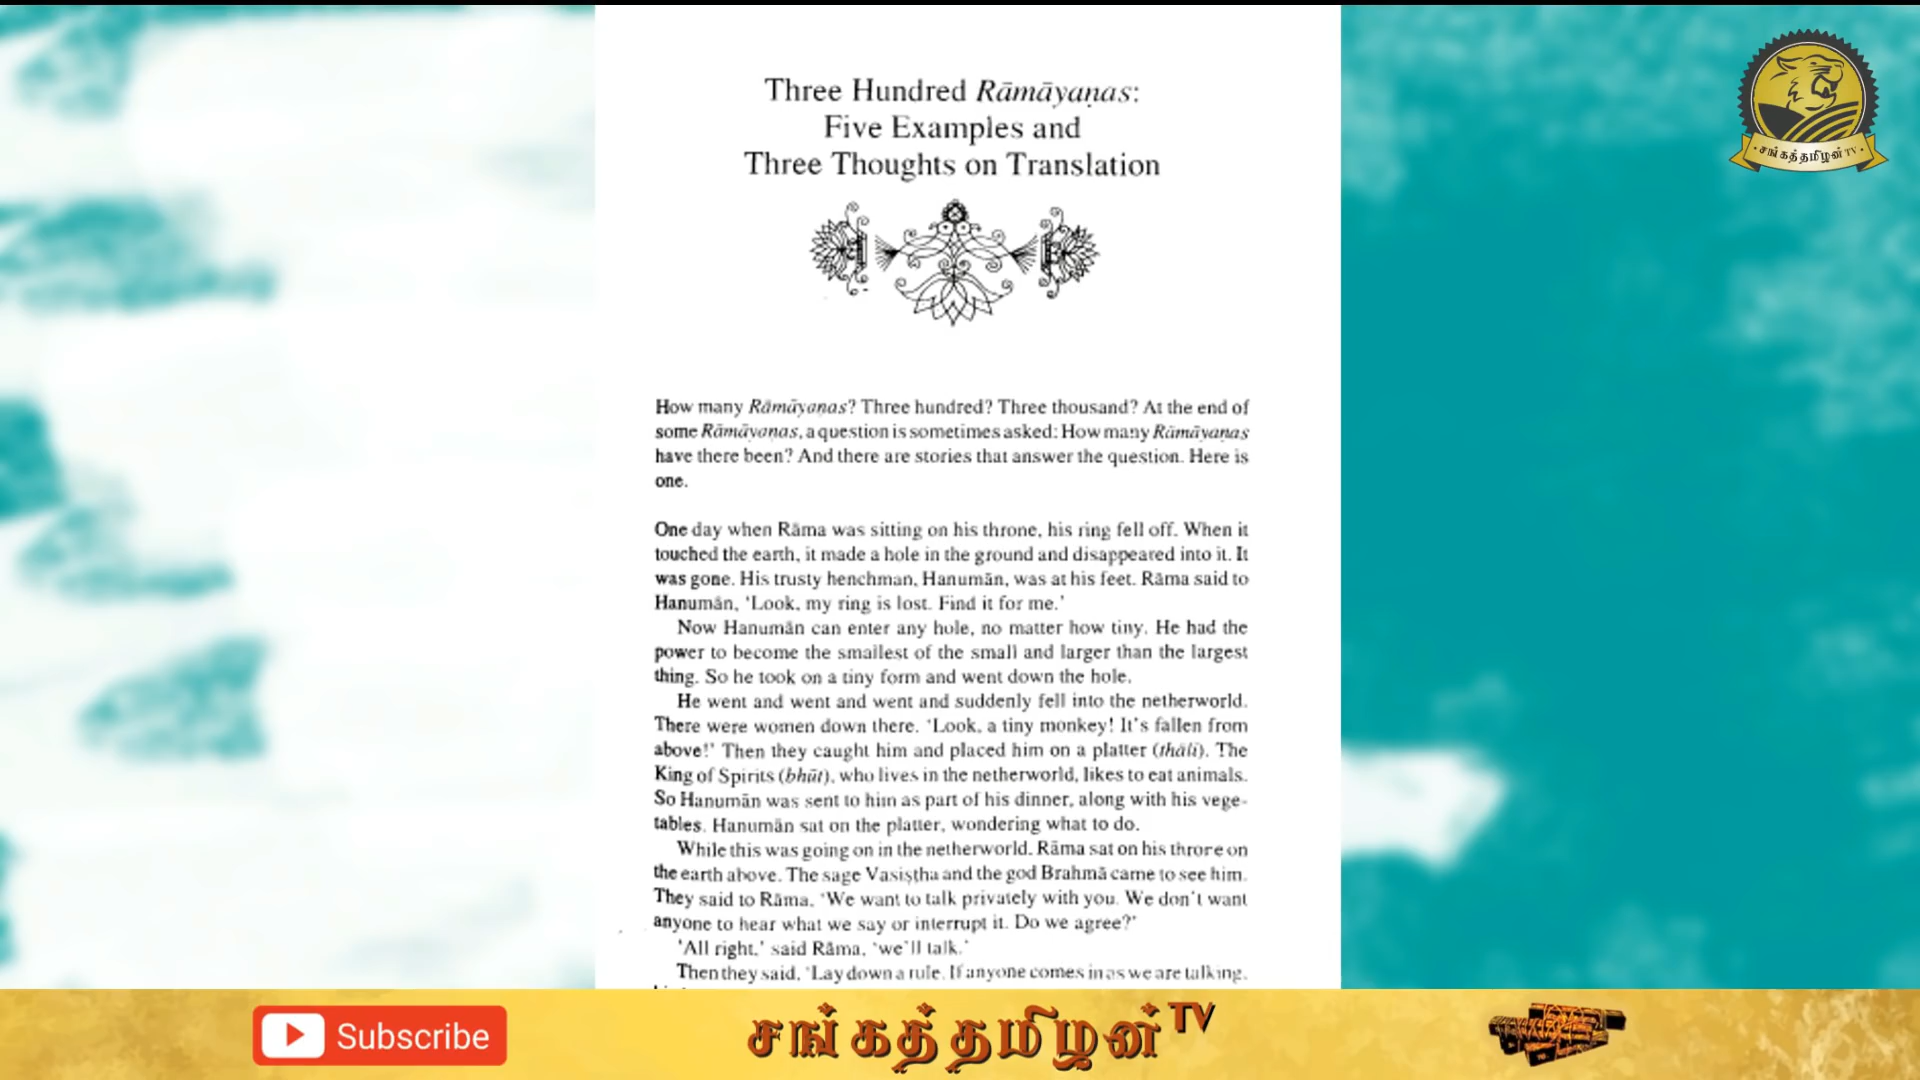 Three Hundred Rāmāyaṇas:
Five Examples and
Three Thoughts on Translation
சங்கத்தமிழன் TV
How many Rāmāyaṇas? Three hundred? Three thousand? At the end of
some Rāmāyaṇas, a question is sometimes asked: How many Rāmāyaṇas
have there been? And there are stories that answer the question. Here is
one.
One day when Rāma was sitting on his throne, his ring fell off. When it
touched the earth, it made a hole in the ground and disappeared into it. It
was gone. His trusty henchman, Hanumān, was at his feet. Rāma said to
Hanumān, ‘Look, my ring is lost. Find it for me.’
Now Hanumān can enter any hole, no matter how tiny. He had the
power to become the smallest of the small and larger than the largest
thing. So he took on a tiny form and went down the hole.
He went and went and went and suddenly fell into the netherworld.
There were women down there. ‘Look, a tiny monkey! It’s fallen from
above!’ Then they caught him and placed him on a platter (thāli). The
King of Spirits (bhūt), who lives in the netherworld, likes to eat animals.
So Hanumān was sent to him as part of his dinner, along with his vege-
tables. Hanumān sat on the platter, wondering what to do.
While this was going on in the netherworld, Rāma sat on his throne on
the earth above. The sage Vasiṣṭha and the god Brahmā came to see him.
They said to Rāma, ‘We want to talk privately with you. We don’t want
anyone to hear what we say or interrupt it. Do we agree?’
‘All right,’ said Rāma, ‘we’ll talk.’
Then they said, ‘Lay down a rule. If anyone comes in as we are talking,
Subscribe
சங்கத்தமிழன் TV